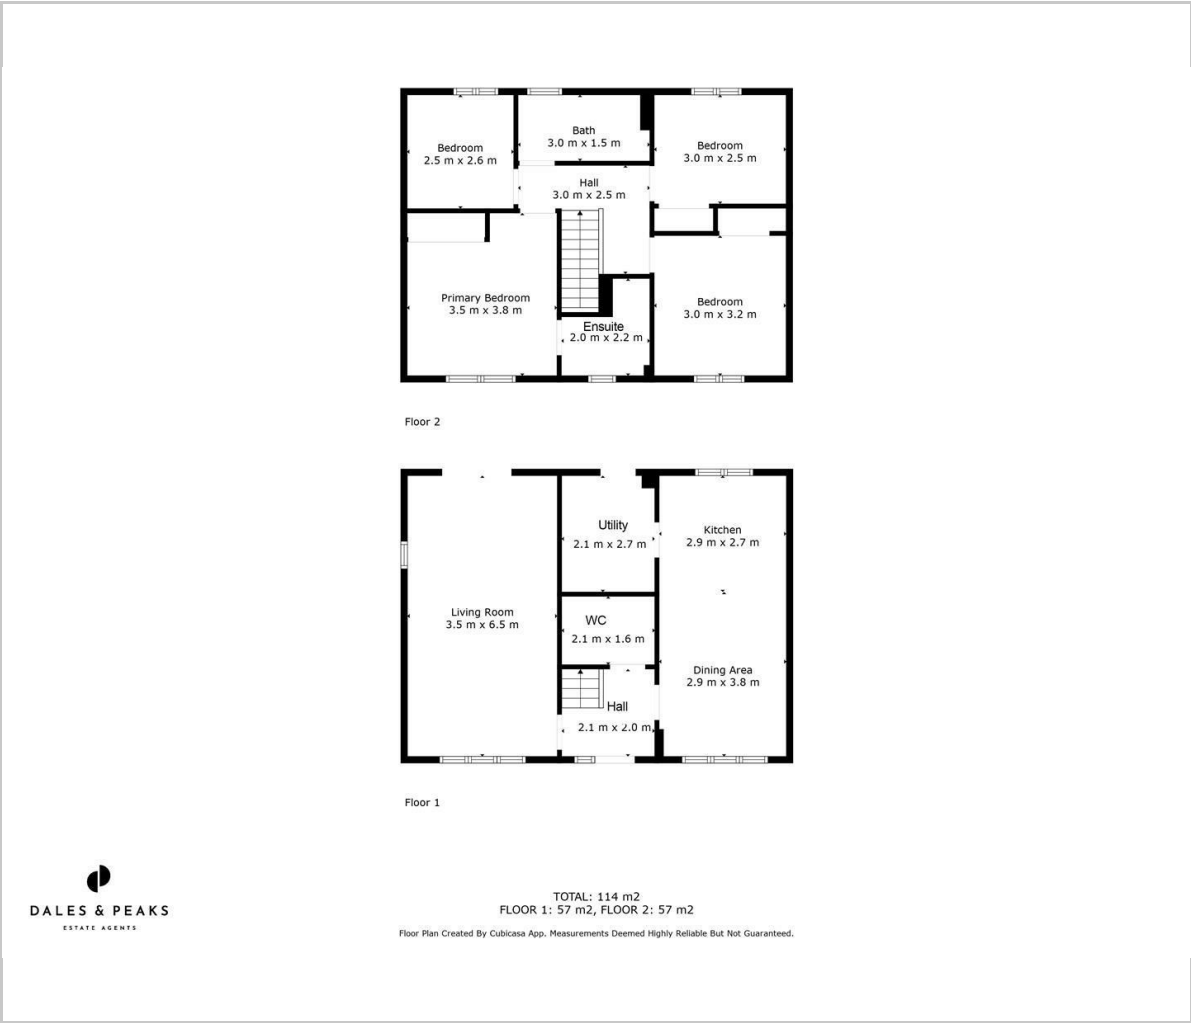 Bedroom
2.5 m x 2.6 m
Bath
3.0 m x 1.5 m
Bedroom
3.0 m x 2.5 m
Hall
3.0 m x 2.5 m
Primary Bedroom
3.5 m x 3.8 m
Ensuite
2.0 m x 2.2 m
Bedroom
3.0 m x 3.2 m
Floor 2
Utility
2.1 m x 2.7 m
Kitchen
2.9 m x 2.7 m
Living Room
3.5 m x 6.5 m
WC
2.1 m x 1.6 m
Dining Area
2.9 m x 3.8 m
Hall
2.1 m x 2.0 m
Floor 1
DALES & PEAKS
ESTATE AGENTS
TOTAL: 114 m2
FLOOR 1: 57 m2, FLOOR 2: 57 m2
Floor Plan Created By Cubicasa App. Measurements Deemed Highly Reliable But Not Guaranteed.